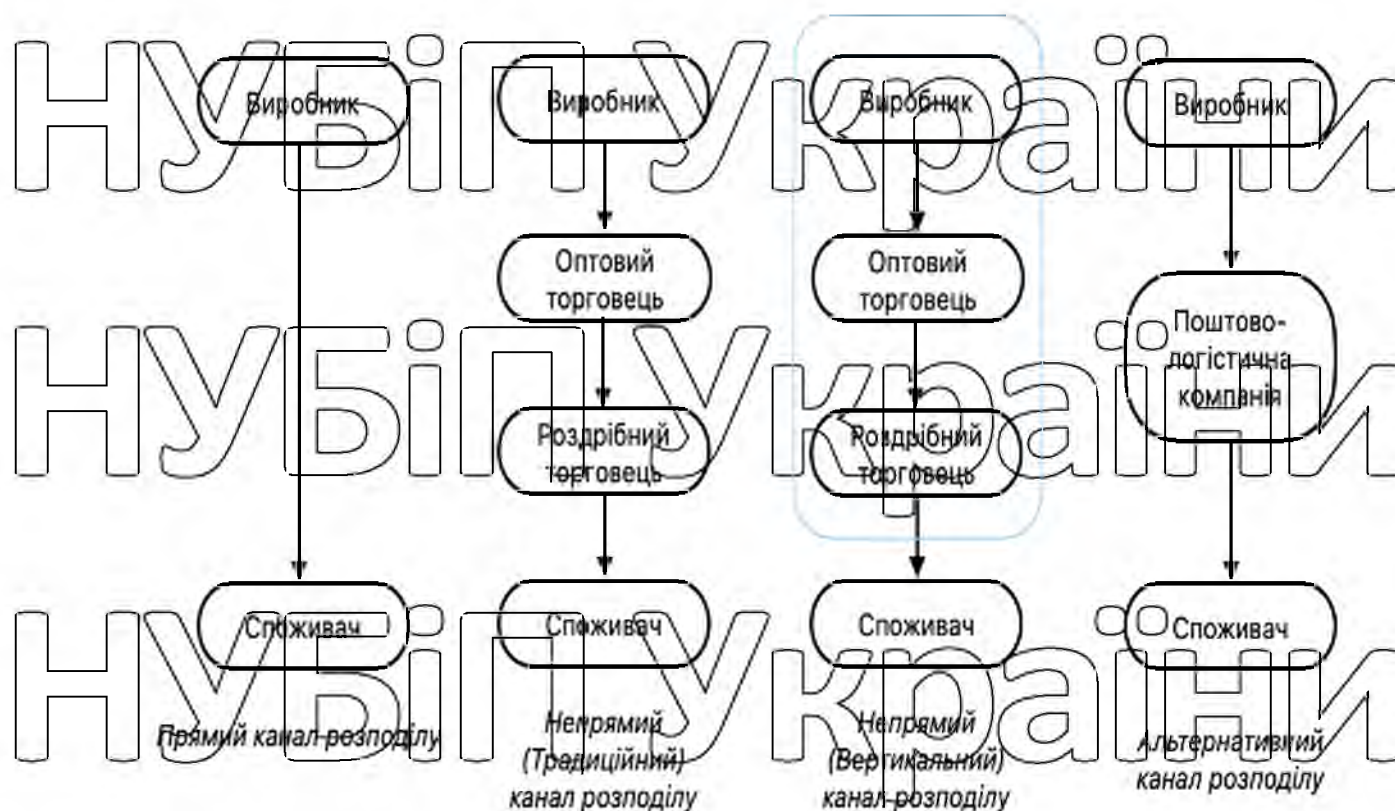 НУБІП України
Виробник
Виробник
Виробник
Виробник
Оптовий
торговець
Оптовий
торговець
Поштово-
логістична
компанія
НУБІП України
Роздрібний
торговець
Роздрібний
торговець
Споживач
Споживач
Споживач
Споживач
НУБІП України
Прямий канал розподілу
Непрямий
(Традиційний)
канал розподілу
Непрямий
(Вертикальний)
канал розподілу
Альтернативний
канал розподілу